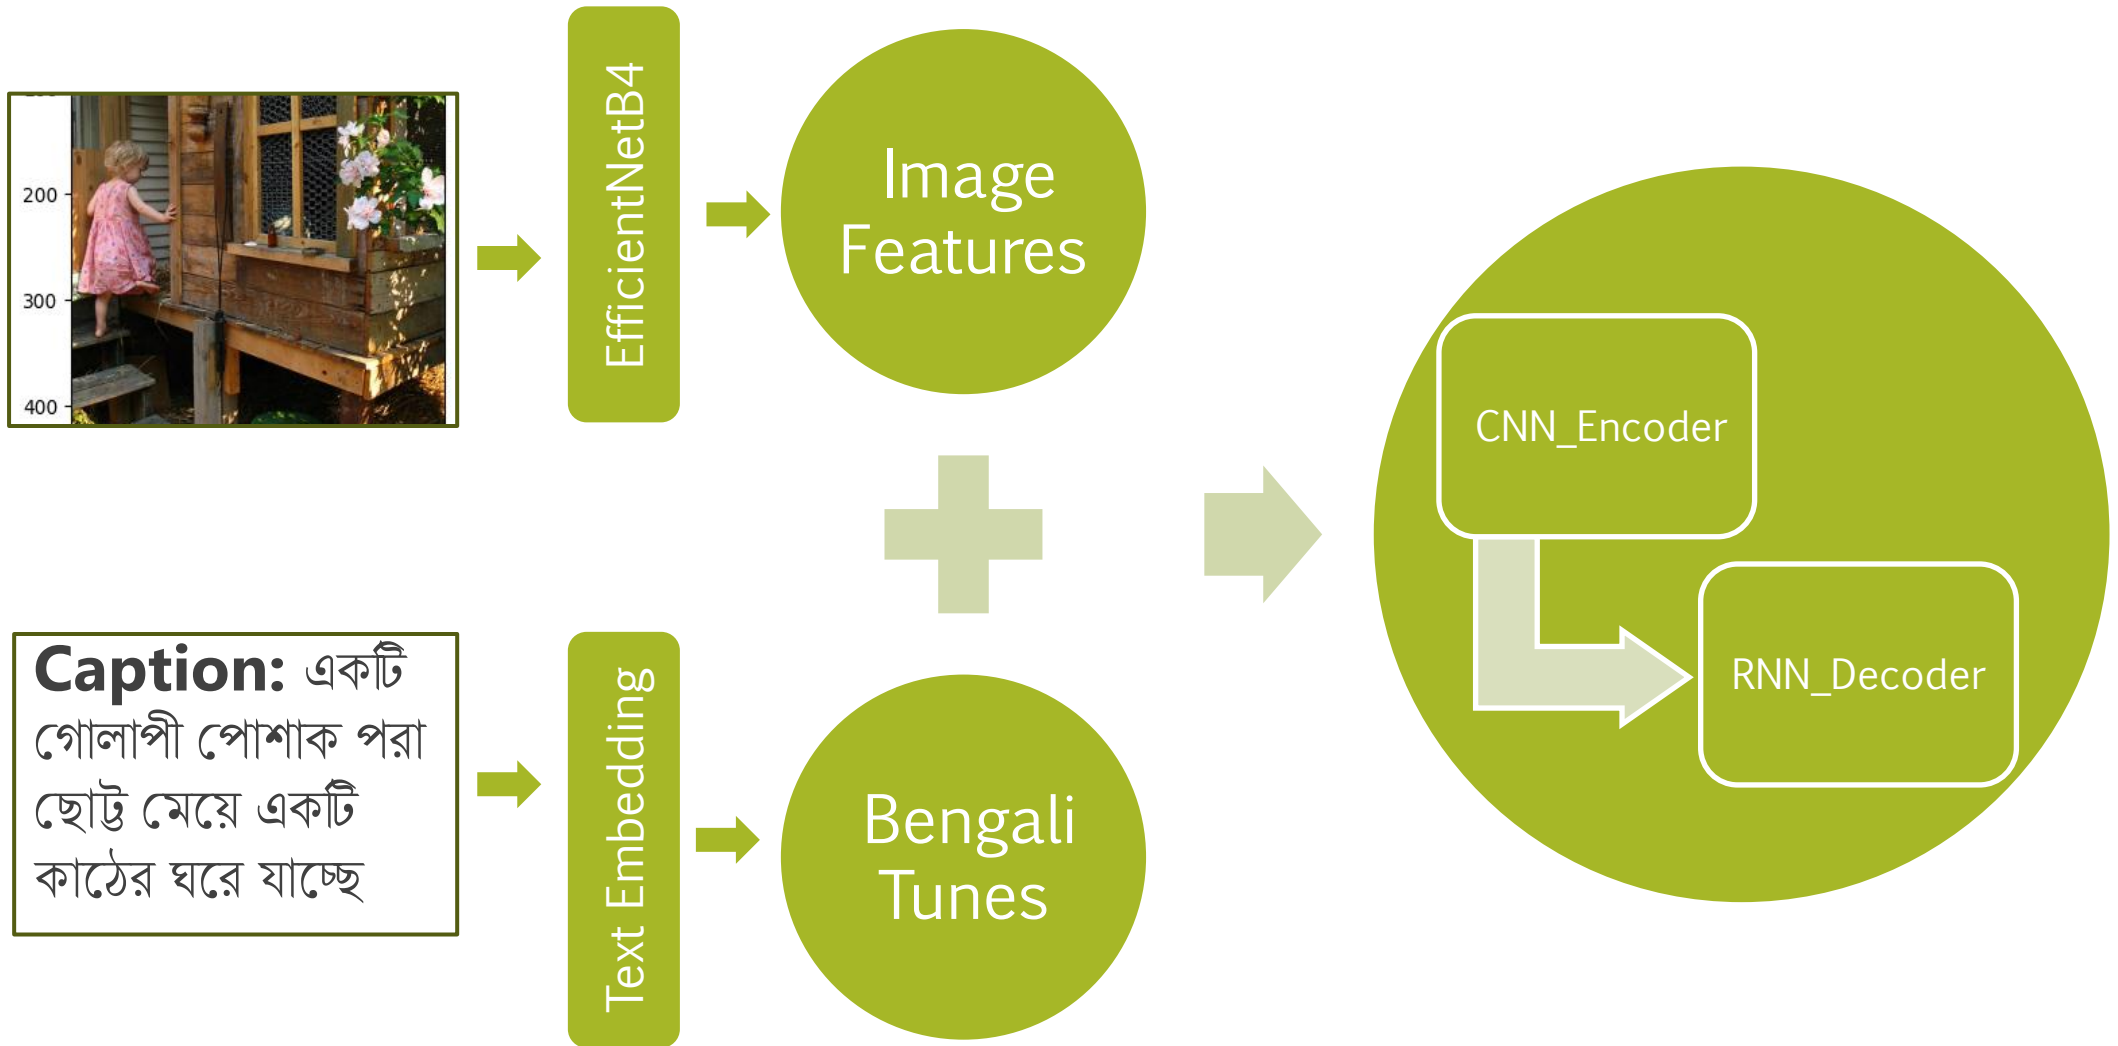 200
300
400
EfficientNetB4
Image
Features
Caption: একটি
গোলাপী পোশাক পরা
ছোট্ট মেয়ে একটি
কাঠের ঘরে যাচ্ছে
Text Embedding
Bengali
Tunes
CNN_Encoder
RNN_Decoder